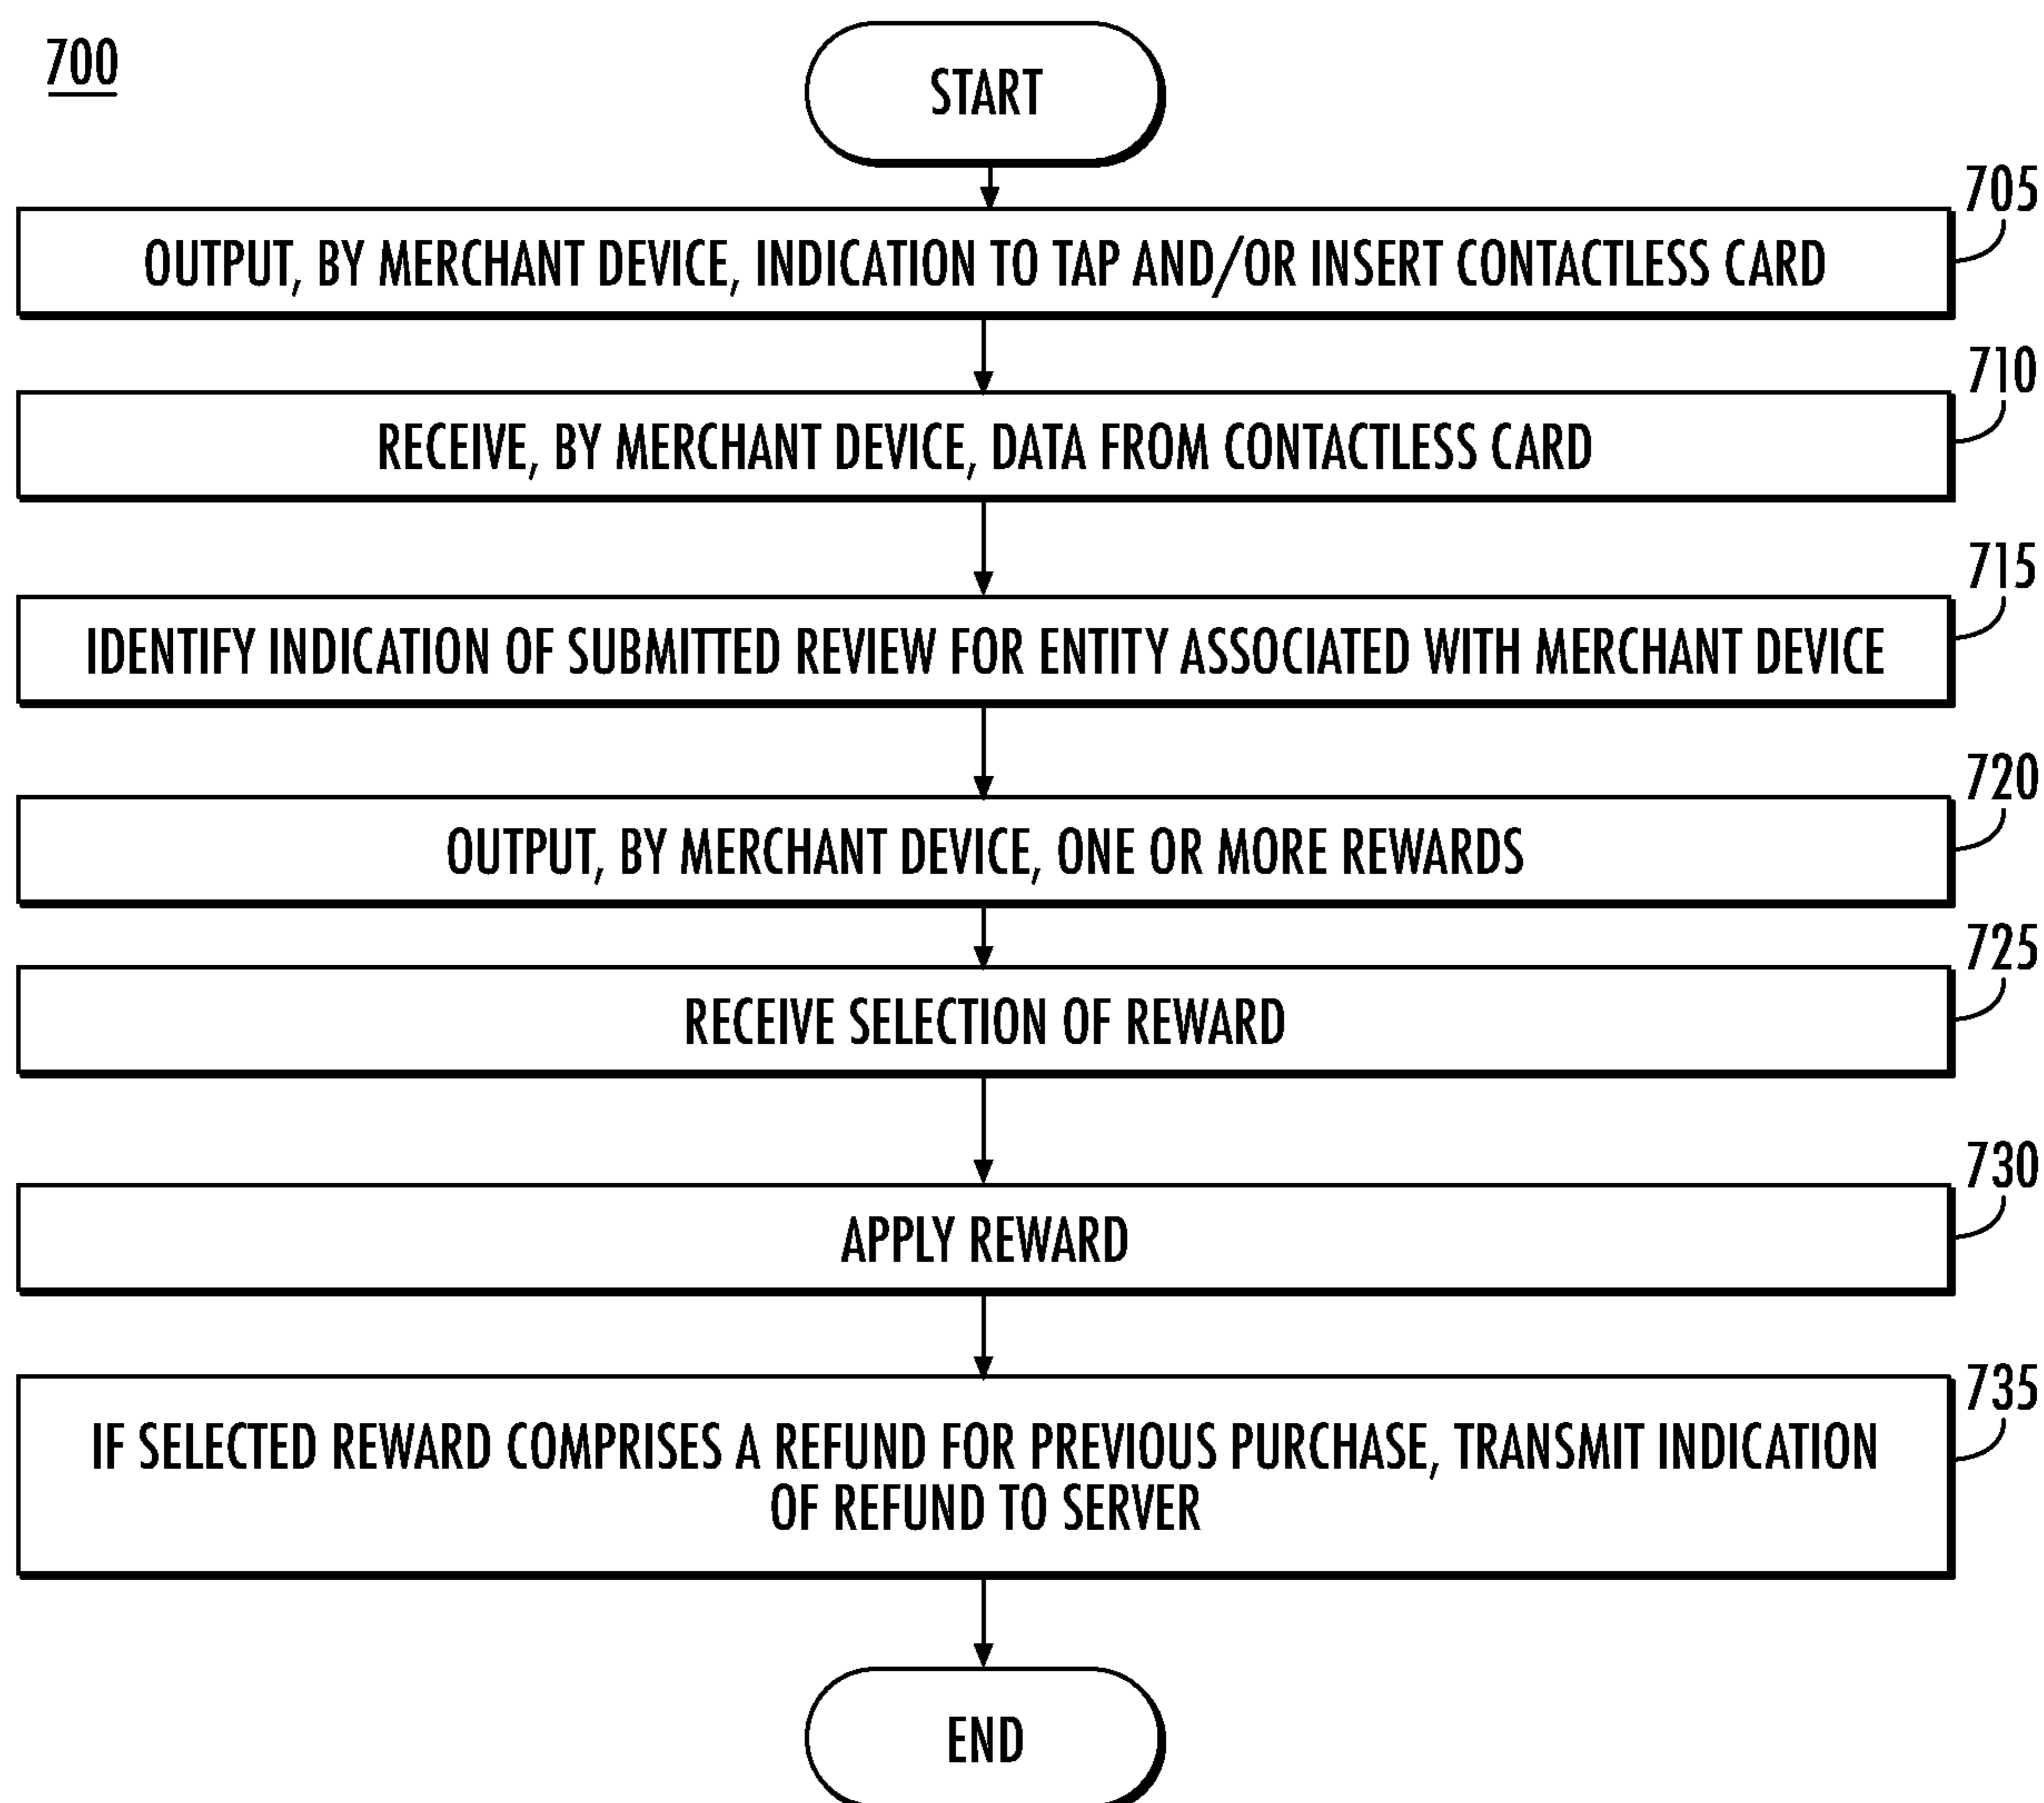 700
START
705
OUTPUT, BY MERCHANT DEVICE, INDICATION TO TAP AND/OR INSERT CONTACTLESS CARD
710
RECEIVE, BY MERCHANT DEVICE, DATA FROM CONTACTLESS CARD
715
IDENTIFY INDICATION OF SUBMITTED REVIEW FOR ENTITY ASSOCIATED WITH MERCHANT DEVICE
720
OUTPUT, BY MERCHANT DEVICE, ONE OR MORE REWARDS
725
RECEIVE SELECTION OF REWARD
730
APPLY REWARD
735
IF SELECTED REWARD COMPRISES A REFUND FOR PREVIOUS PURCHASE, TRANSMIT INDICATION
OF REFUND TO SERVER
END